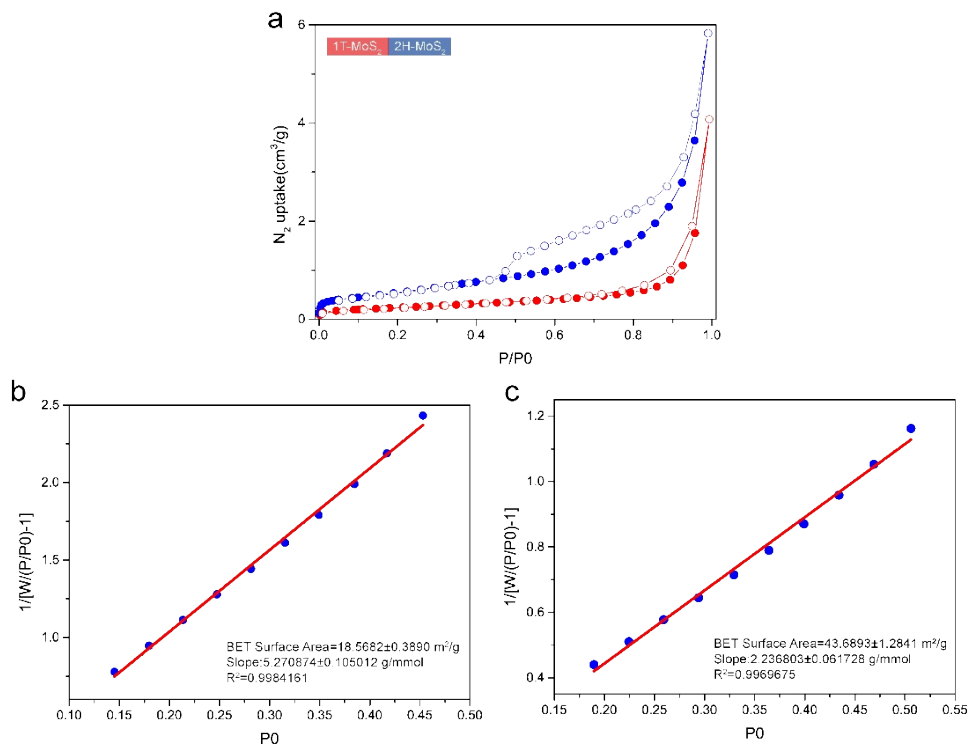 a
6
4
2
0
N₂ uptake(cm³/g)
1T-MoS₂ 2H-MoS₂
0.0 0.2 0.4 0.6 0.8 1.0
P/P0
b
2.5
2.0
1.5
1.0
1/[W/(P/P0)-1]
BET Surface Area=18.5682±0.3890 m²/g
Slope:5.270874±0.105012 g/mmol
R²=0.9984161
0.10 0.15 0.20 0.25 0.30 0.35 0.40 0.45 0.50
P0
c
1.2
1.0
0.8
0.6
0.4
1/[W/(P/P0)-1]
BET Surface Area=43.6893±1.2841 m²/g
Slope:2.236803±0.061728 g/mmol
R²=0.9969675
0.15 0.20 0.25 0.30 0.35 0.40 0.45 0.50 0.55
P0